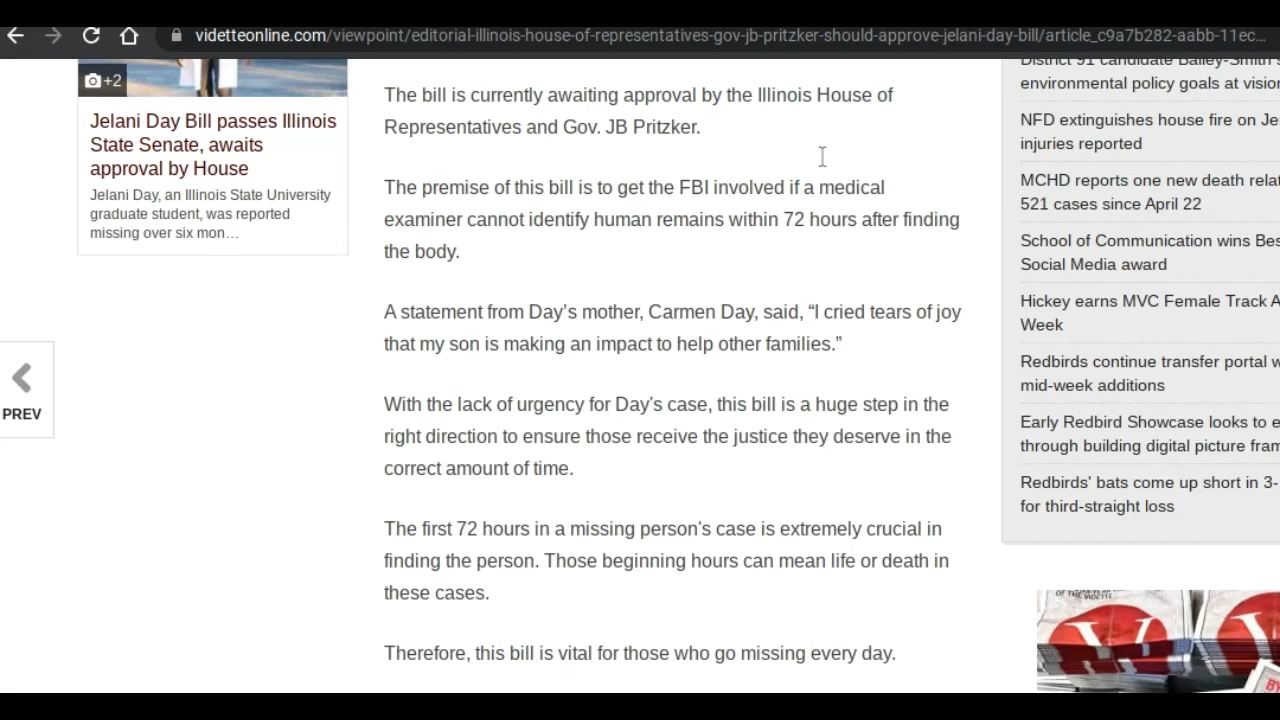 videtteonline.com/viewpoint/editorial-illinois-house-of-representatives-gov-jb-pritzker-should-approve-jelani-day-bill/article_c9a7b282-aabb-11ec...
+2
Jelani Day Bill passes Illinois
State Senate, awaits
approval by House
Jelani Day, an Illinois State University
graduate student, was reported
missing over six mon…
PREV
The bill is currently awaiting approval by the Illinois House of
Representatives and Gov. JB Pritzker.
The premise of this bill is to get the FBI involved if a medical
examiner cannot identify human remains within 72 hours after finding
the body.
A statement from Day’s mother, Carmen Day, said, “I cried tears of joy
that my son is making an impact to help other families.”
With the lack of urgency for Day's case, this bill is a huge step in the
right direction to ensure those receive the justice they deserve in the
correct amount of time.
The first 72 hours in a missing person's case is extremely crucial in
finding the person. Those beginning hours can mean life or death in
these cases.
Therefore, this bill is vital for those who go missing every day.
District 91 candidate Bailey-Smith
environmental policy goals at
NFD extinguishes house fire on
injuries reported
MCHD reports one new death
521 cases since April 22
School of Communication wins
Social Media award
Hickey earns MVC Female Track
Week
Redbirds continue transfer portal
mid-week additions
Early Redbird Showcase looks to
through building digital picture
Redbirds' bats come up short in 3-
for third-straight loss
OF THE VIDETTE